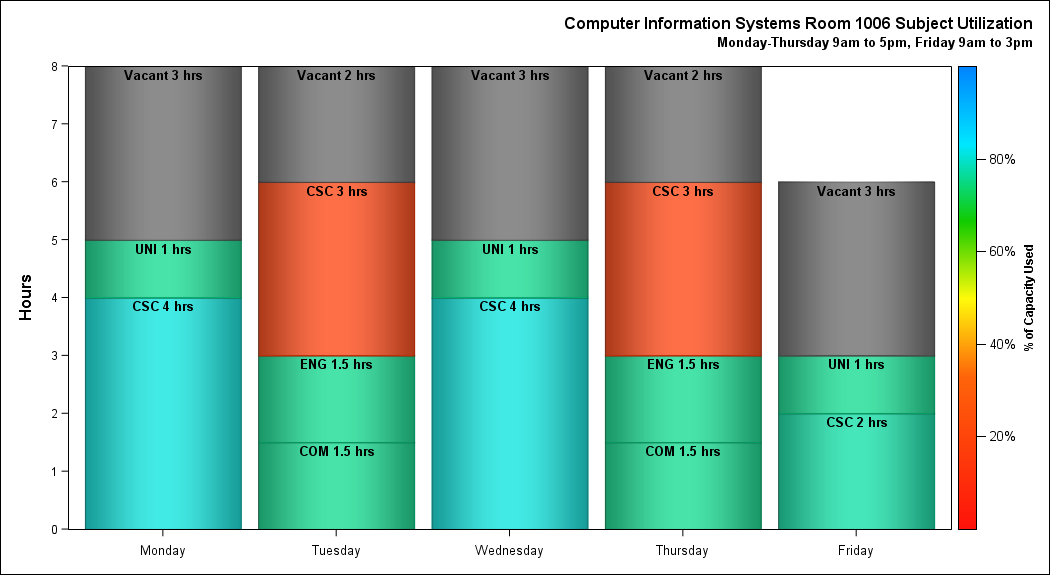 Computer Information Systems Room 1006 Subject Utilization
Monday-Thursday 9am to 5pm, Friday 9am to 3pm
Hours
8
7
6
5
4
3
2
1
0
Vacant 3 hrs
UNI 1 hrs
CSC 4 hrs
Monday
Vacant 2 hrs
CSC 3 hrs
ENG 1.5 hrs
COM 1.5 hrs
Tuesday
Vacant 3 hrs
UNI 1 hrs
CSC 4 hrs
Wednesday
Vacant 2 hrs
CSC 3 hrs
ENG 1.5 hrs
COM 1.5 hrs
Thursday
Vacant 3 hrs
UNI 1 hrs
CSC 2 hrs
Friday
80%
60%
40%
20%
% of Capacity Used